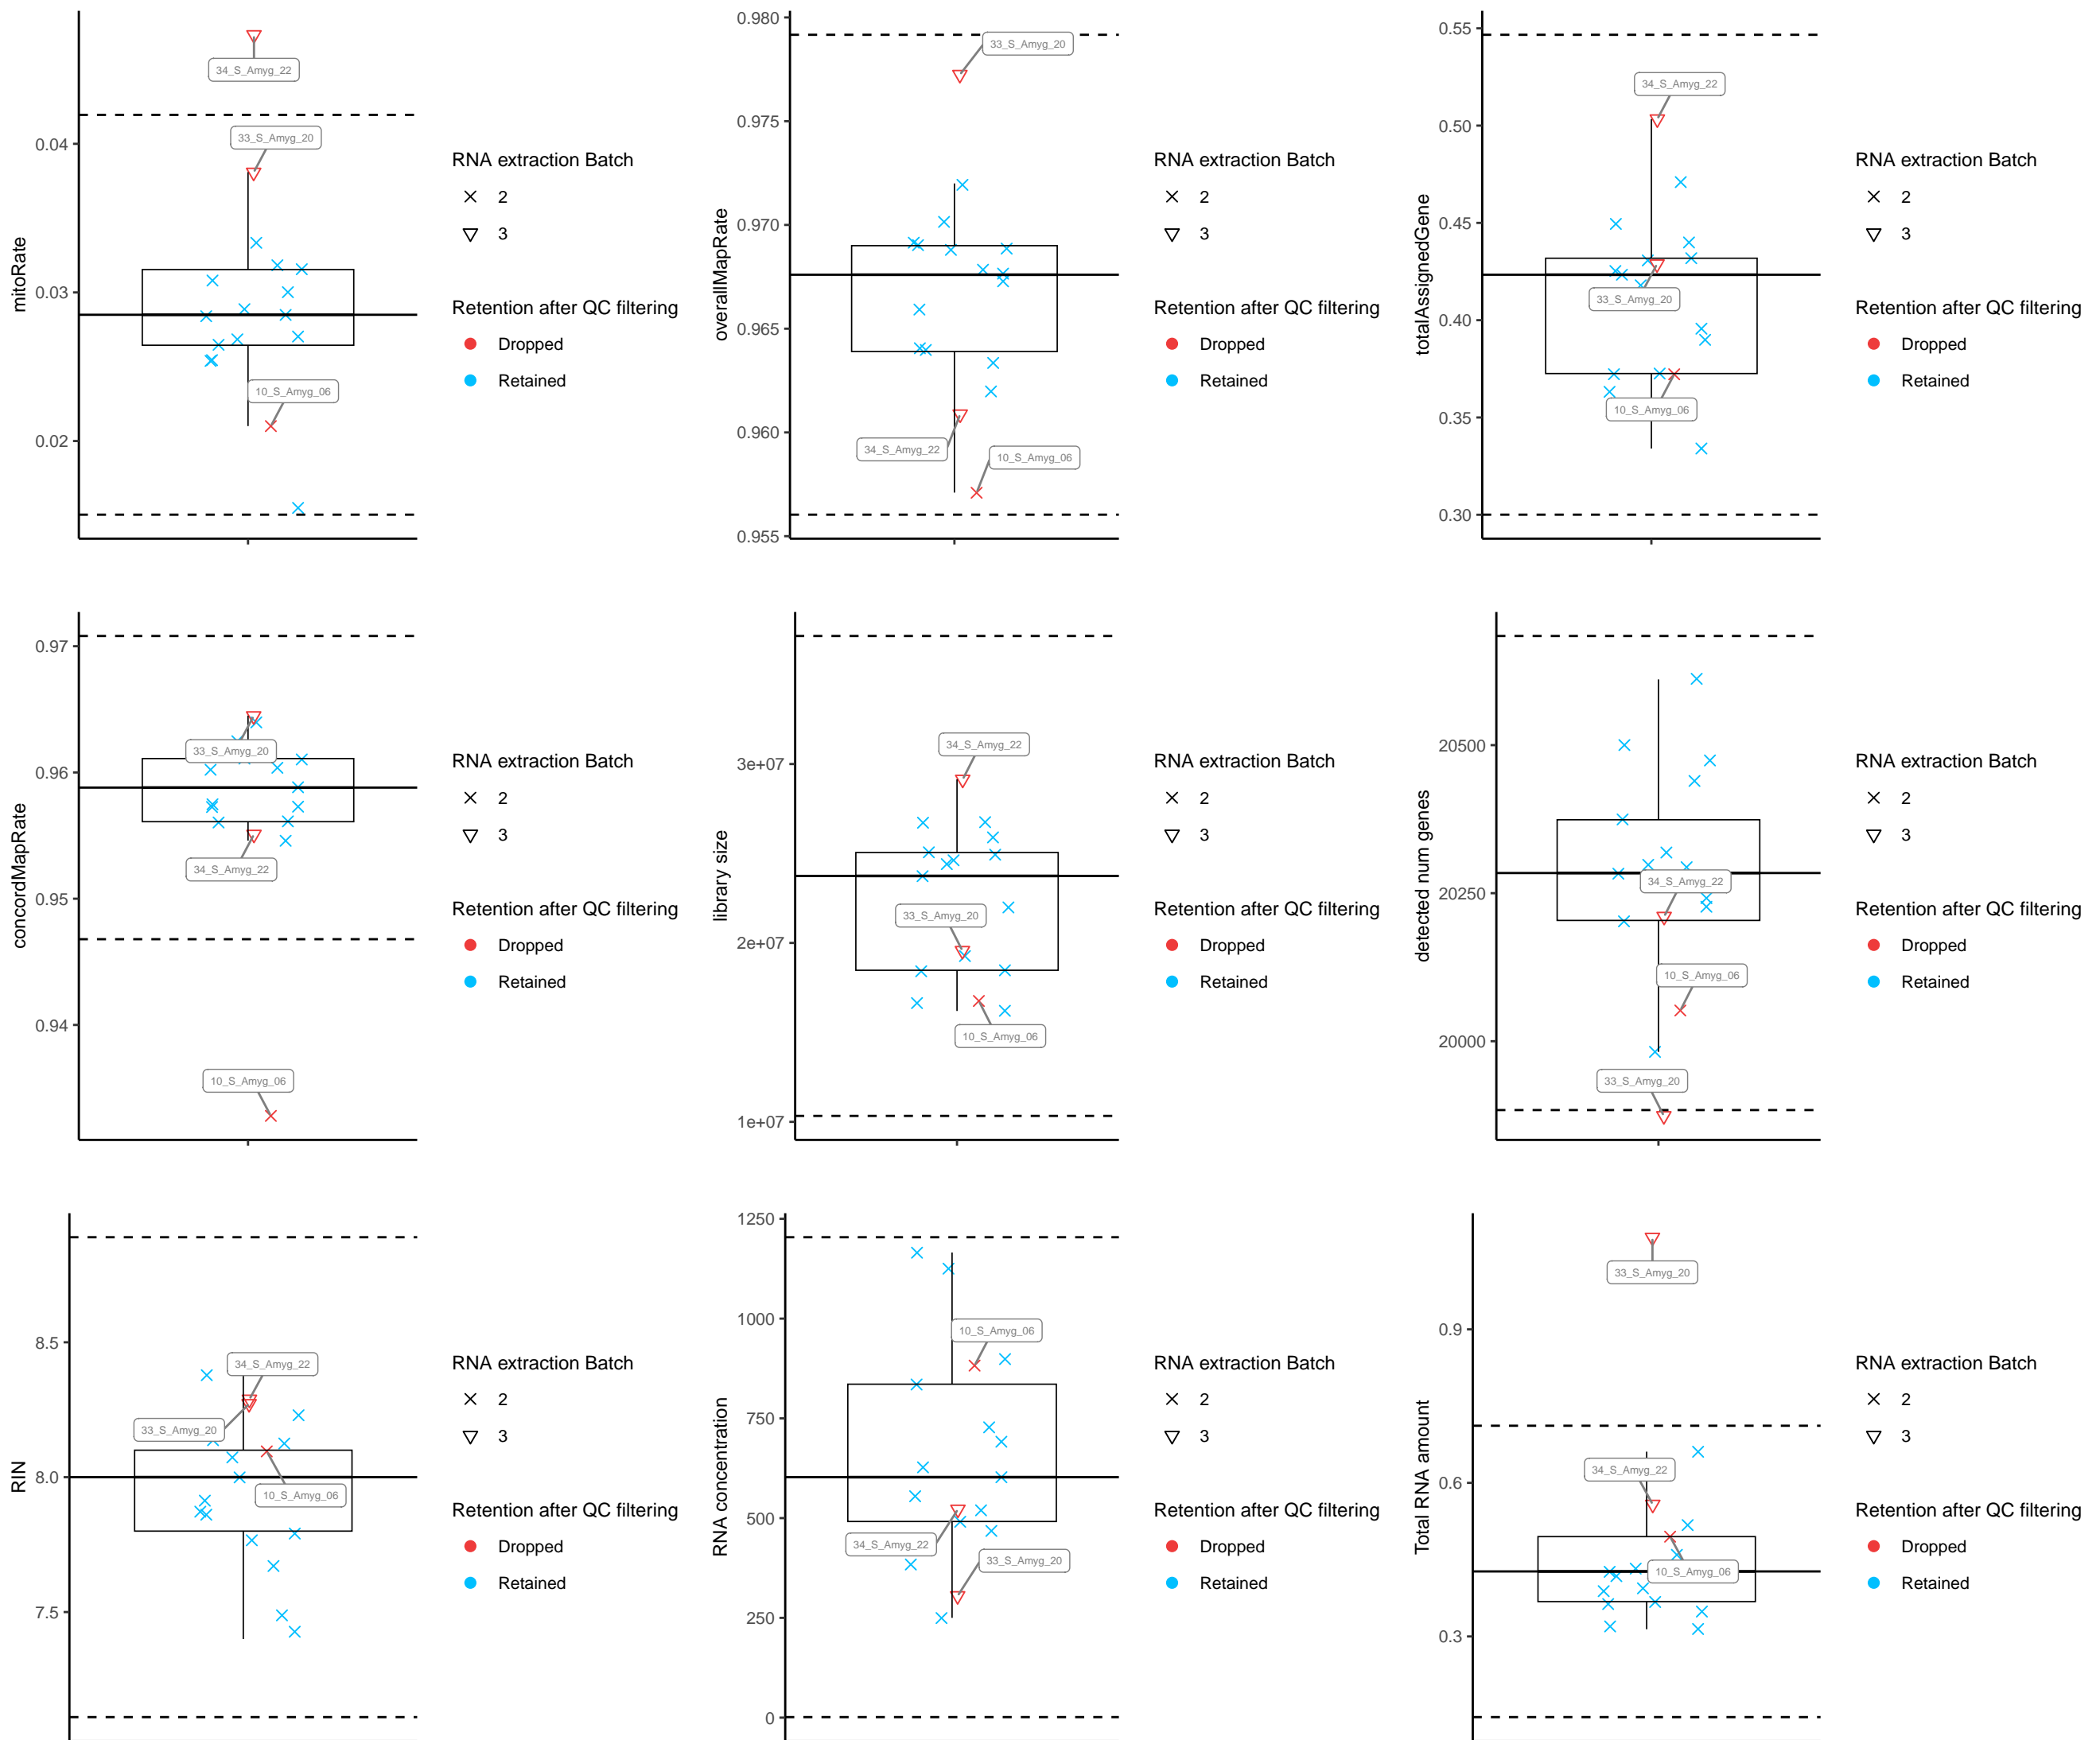 mitoRate
0.04
0.03
0.02
34_S_Amyg_22
33_S_Amyg_20
10_S_Amyg_06
RNA extraction Batch
2
3
Retention after QC filtering
Dropped
Retained
overallMapRate
0.980
0.975
0.970
0.965
0.960
0.955
33_S_Amyg_20
34_S_Amyg_22
10_S_Amyg_06
RNA extraction Batch
2
3
Retention after QC filtering
Dropped
Retained
totalAssignedGene
0.55
0.50
0.45
0.40
0.35
0.30
34_S_Amyg_22
33_S_Amyg_20
10_S_Amyg_06
RNA extraction Batch
2
3
Retention after QC filtering
Dropped
Retained
concordMapRate
0.97
0.96
0.95
0.94
33_S_Amyg_20
34_S_Amyg_22
10_S_Amyg_06
RNA extraction Batch
2
3
Retention after QC filtering
Dropped
Retained
library size
3e+07
2e+07
1e+07
34_S_Amyg_22
33_S_Amyg_20
10_S_Amyg_06
RNA extraction Batch
2
3
Retention after QC filtering
Dropped
Retained
detected num genes
20500
20250
20000
34_S_Amyg_22
10_S_Amyg_06
33_S_Amyg_20
RNA extraction Batch
2
3
Retention after QC filtering
Dropped
Retained
RIN
8.5
8.0
7.5
34_S_Amyg_22
33_S_Amyg_20
10_S_Amyg_06
RNA extraction Batch
2
3
Retention after QC filtering
Dropped
Retained
RNA concentration
1250
1000
750
500
250
0
10_S_Amyg_06
34_S_Amyg_22
33_S_Amyg_20
RNA extraction Batch
2
3
Retention after QC filtering
Dropped
Retained
Total RNA amount
0.9
0.6
0.3
33_S_Amyg_20
34_S_Amyg_22
10_S_Amyg_06
RNA extraction Batch
2
3
Retention after QC filtering
Dropped
Retained